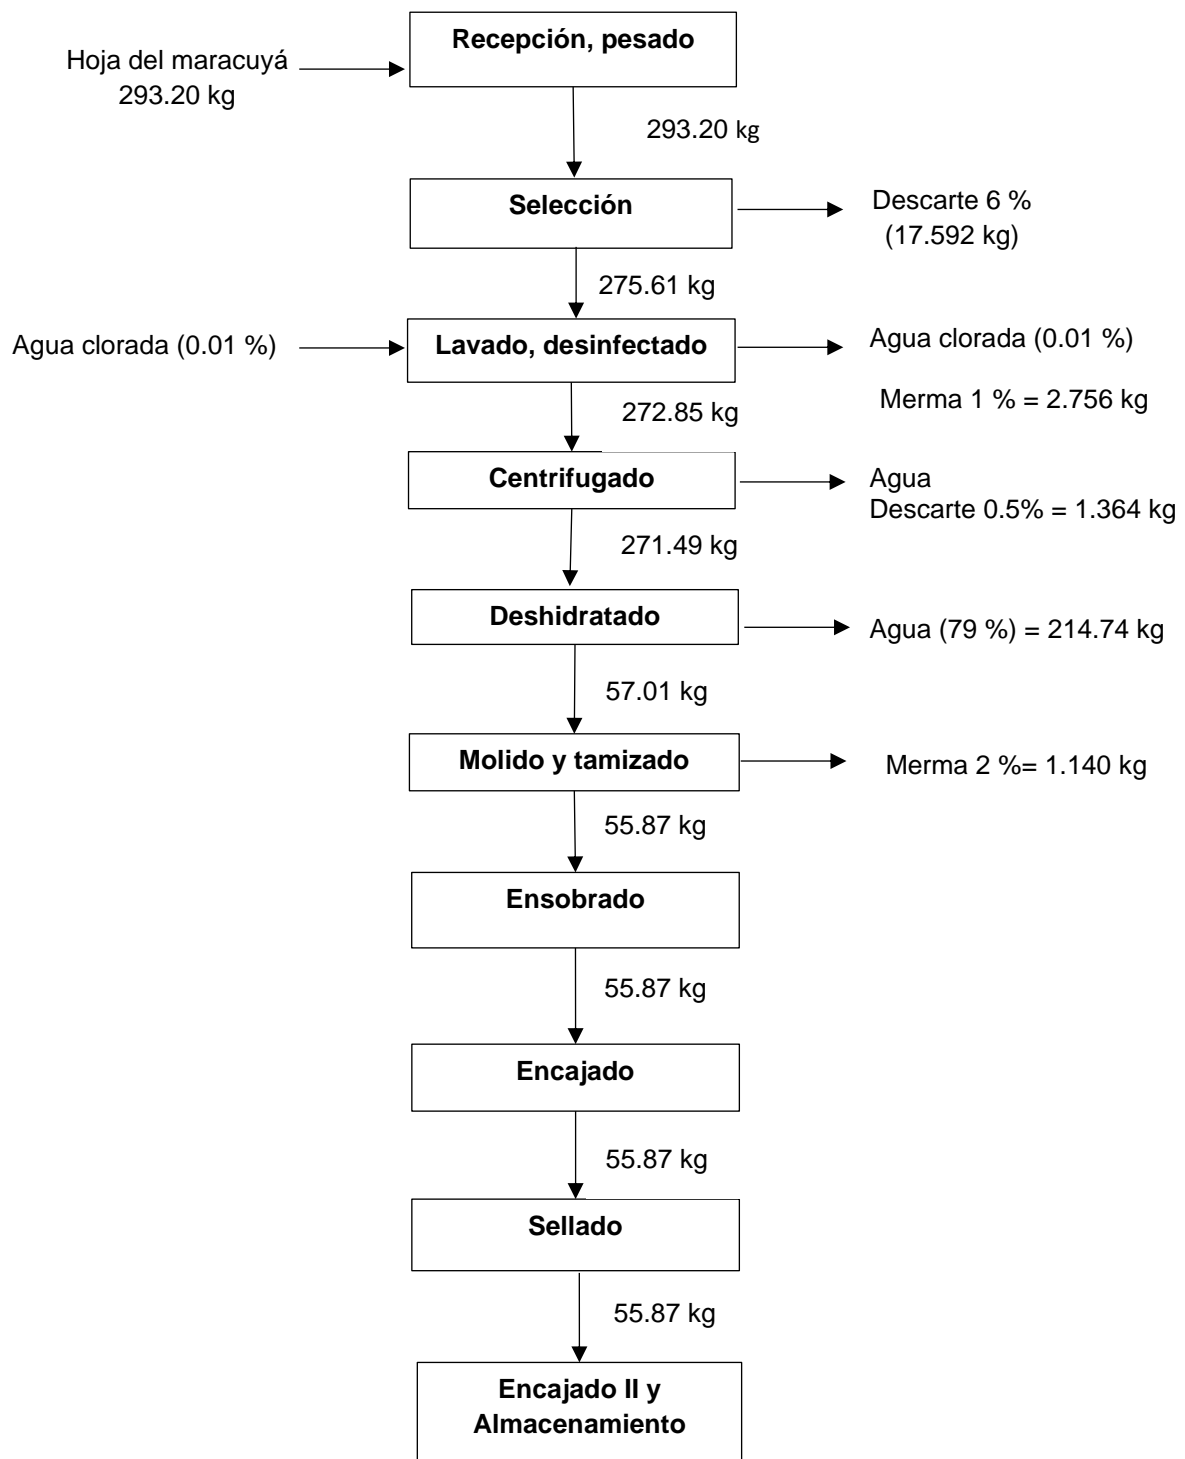 Recepción, pesado
Hoja del maracuyá
293.20 kg
293.20 kg
Selección
Descarte 6 %
(17.592 kg)
275.61 kg
Agua clorada (0.01 %)
Lavado, desinfectado
Agua clorada (0.01 %)
Merma 1 % = 2.756 kg
272.85 kg
Centrifugado
Agua
Descarte 0.5% = 1.364 kg
271.49 kg
Deshidratado
Agua (79 %) = 214.74 kg
57.01 kg
Molido y tamizado
Merma 2 %= 1.140 kg
55.87 kg
Ensobrado
55.87 kg
Encajado
55.87 kg
Sellado
55.87 kg
Encajado II y
Almacenamiento